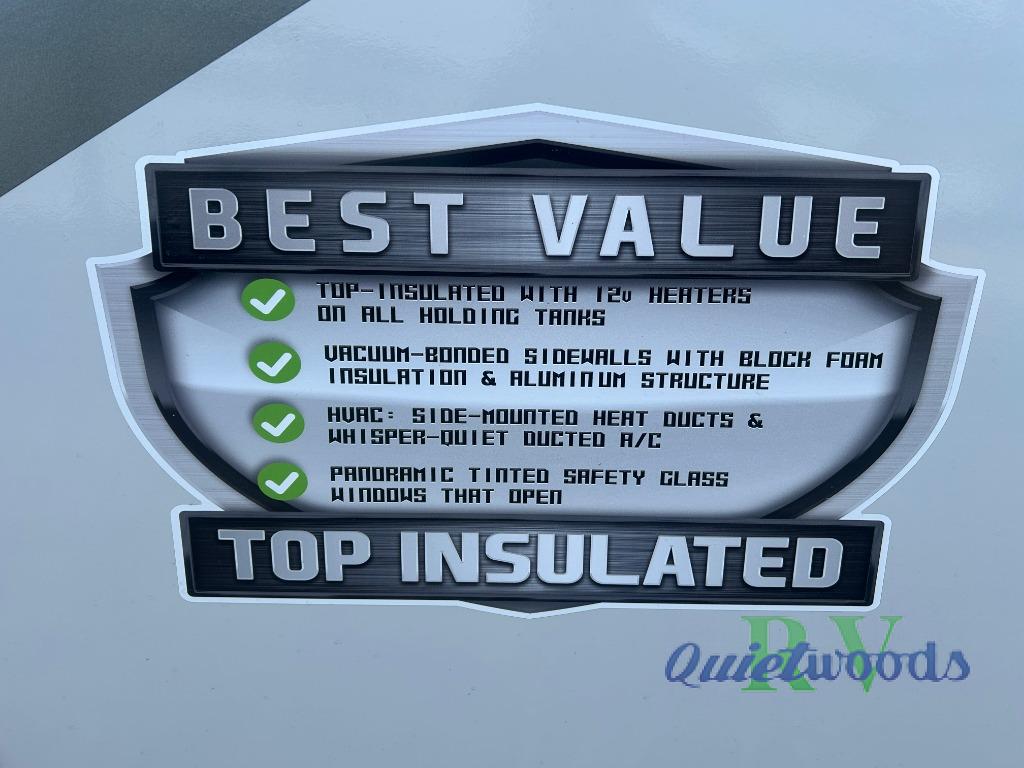 BEST VALUE
TOP-INSULATED WITH 12v HEATERS
ON ALL HOLDING TANKS
VACUUM-BONDED SIDEWALLS WITH BLOCK FOAM
INSULATION & ALUMINUM STRUCTURE
HVAC: SIDE-MOUNTED HEAT DUCTS &
WHISPER-QUIET DUCTED A/C
PANORAMIC TINTED SAFETY GLASS
WINDOWS THAT OPEN
TOP INSULATED
Quietwoods RV